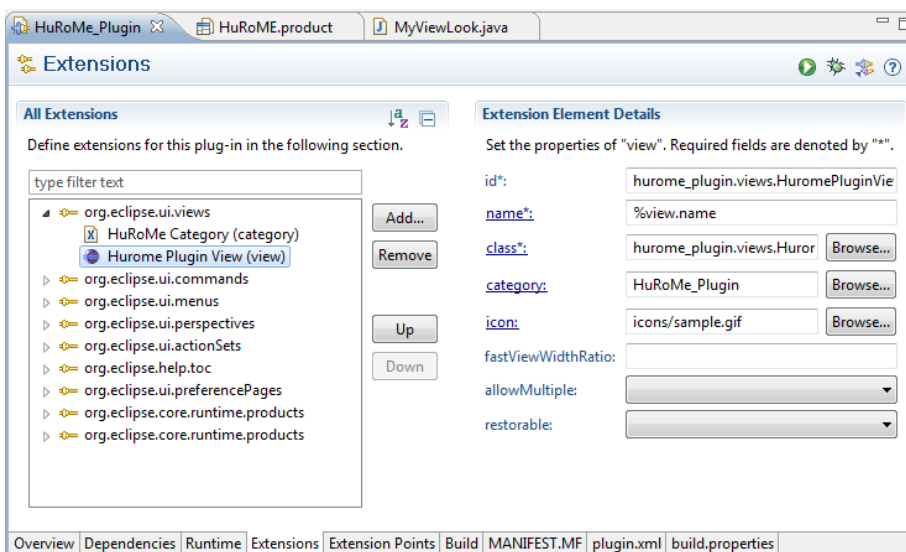 HuRoMe_Plugin HuRoME.product MyViewLook.java
Extensions
All Extensions
Define extensions for this plug-in in the following section.
type filter text
org.eclipse.ui.views
HuRoMe Category (category)
Hurome Plugin View (view)
org.eclipse.ui.commands
org.eclipse.ui.menus
org.eclipse.ui.perspectives
org.eclipse.ui.actionSets
org.eclipse.help.toc
org.eclipse.ui.preferencePages
org.eclipse.core.runtime.products
org.eclipse.core.runtime.products
Add...
Remove
Up
Down
Extension Element Details
Set the properties of "view". Required fields are denoted by "*".
id*: hurome_plugin.views.HuromePluginVie
name*: %view.name
class*: hurome_plugin.views.Huror Browse...
category: HuRoMe_Plugin Browse...
icon: icons/sample.gif Browse...
fastViewWidthRatio:
allowMultiple:
restorable:
Overview Dependencies Runtime Extensions Extension Points Build MANIFEST.MF plugin.xml build.properties